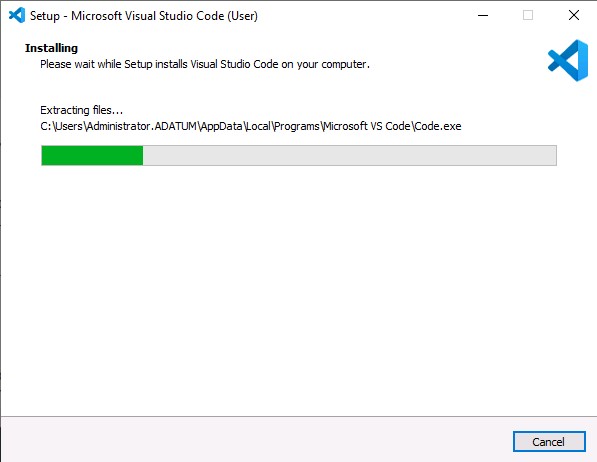 Setup - Microsoft Visual Studio Code (User)
Installing
Please wait while Setup installs Visual Studio Code on your computer.
Extracting files...
C:\Users\Administrator.ADATUM\AppData\Local\Programs\Microsoft VS Code\Code.exe
Cancel